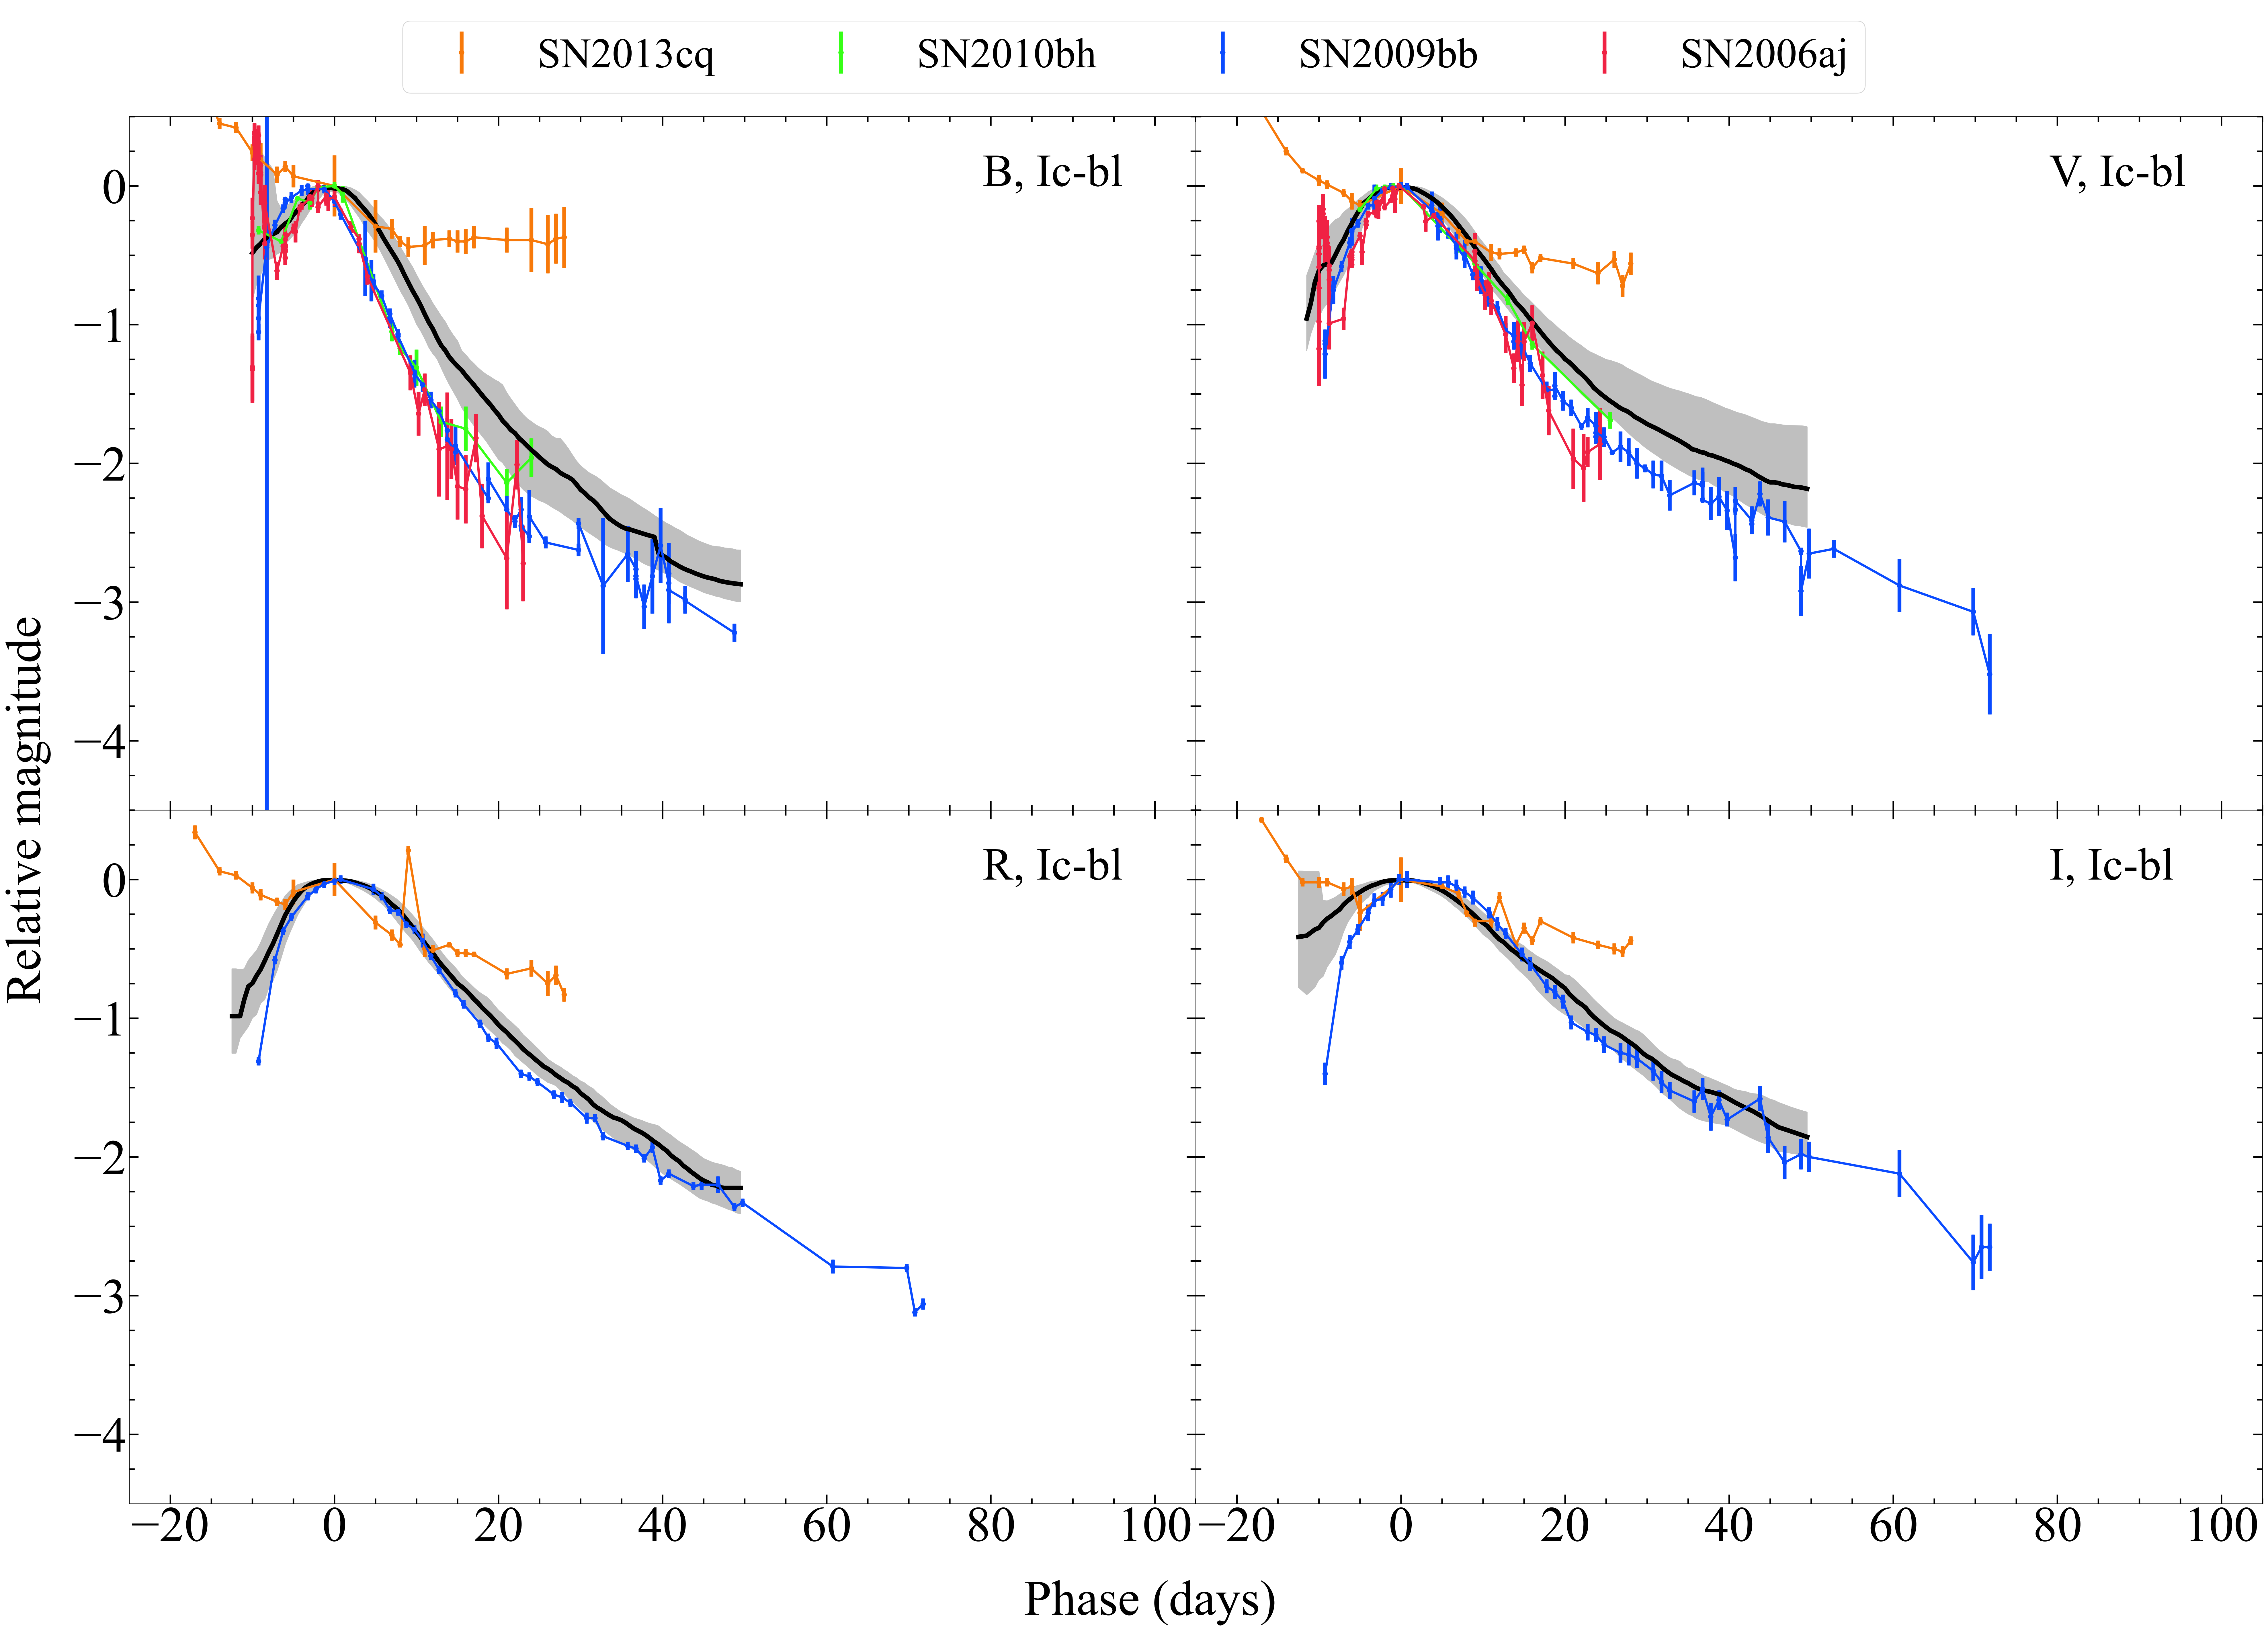 SN2013cq SN2010bh SN2009bb SN2006aj
B, Ic-bl V, Ic-bl
0
−1
−2
−3
−4
R, Ic-bl I, Ic-bl
0
−1
−2
−3
−4
Relative magnitude
−20 0 20 40 60 80 100 −20 0 20 40 60 80 100
Phase (days)